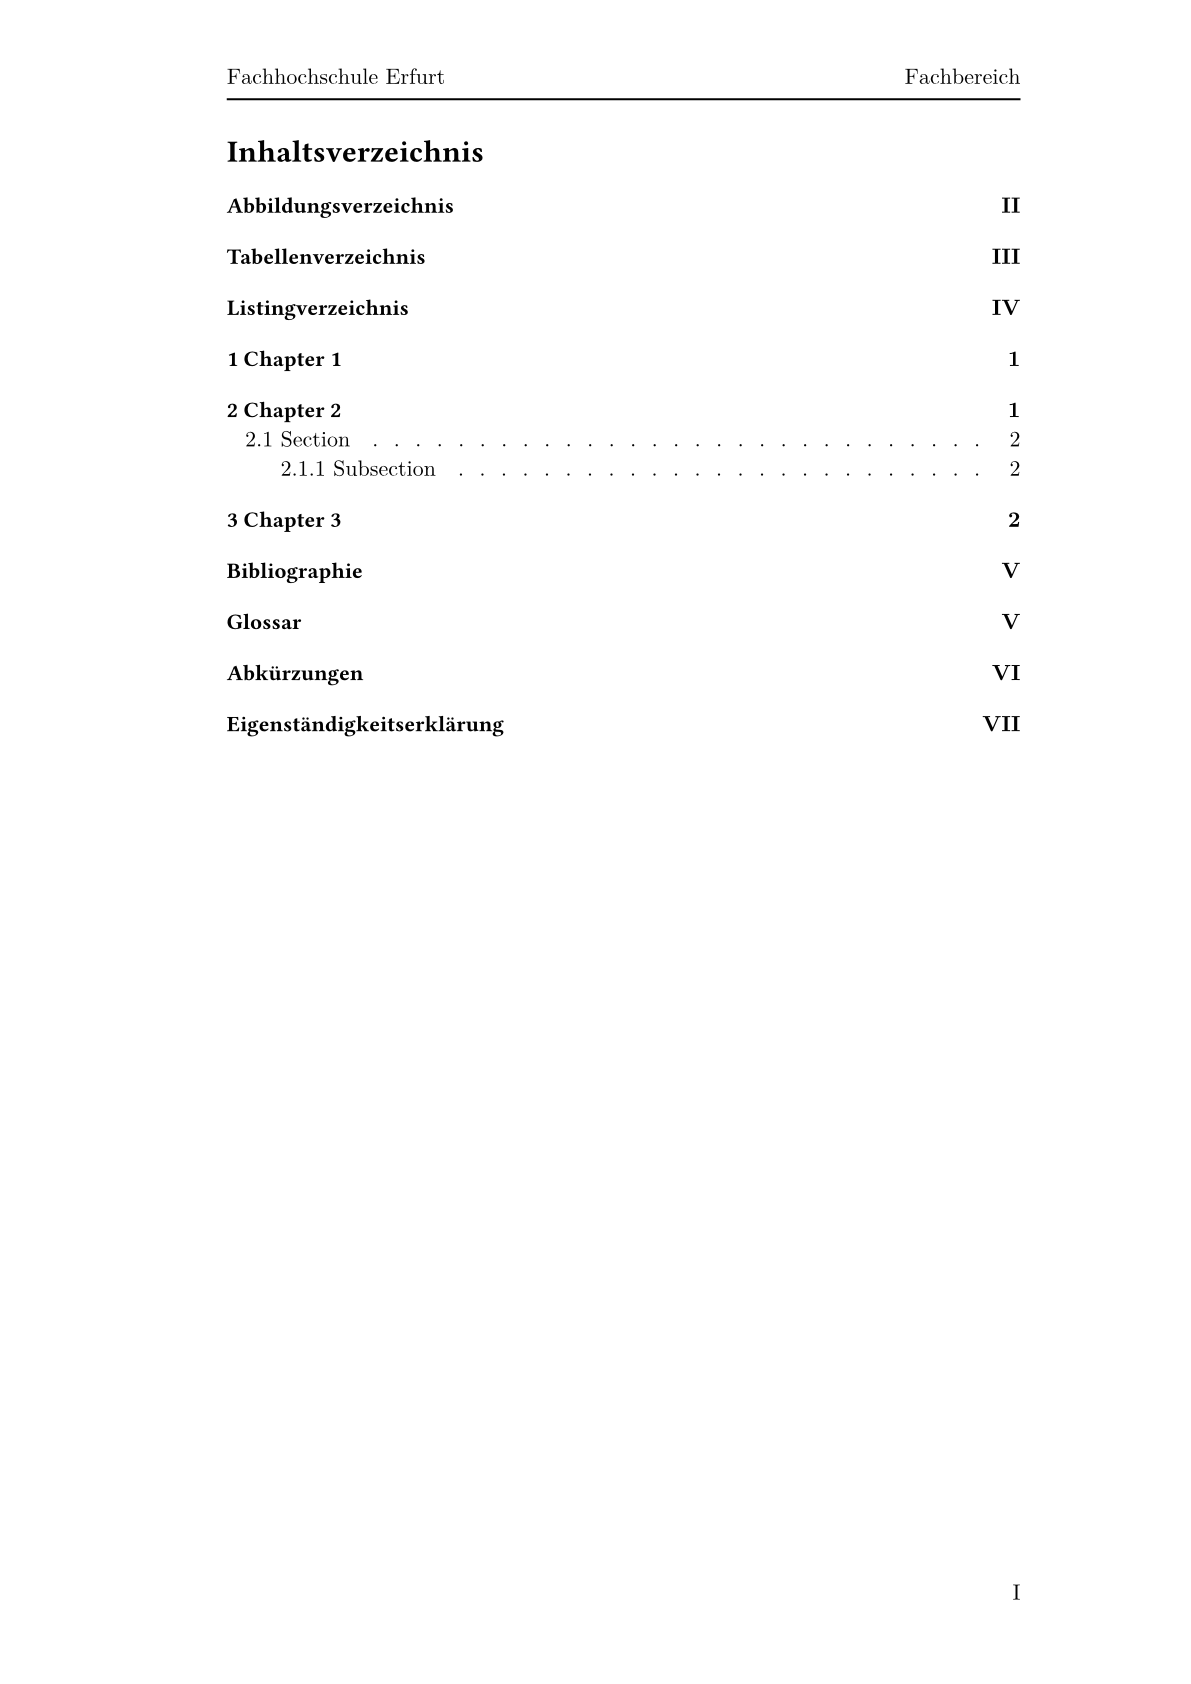 Fachhochschule Erfurt Fachbereich
Inhaltsverzeichnis
Abbildungsverzeichnis II
Tabellenverzeichnis III
Listingverzeichnis IV
1 Chapter 1 1
2 Chapter 2 1
2.1 Section . . . . . . . . . . . . . . . . . . . . . . . . . . . . . 2
2.1.1 Subsection . . . . . . . . . . . . . . . . . . . . . . . . . 2
3 Chapter 3 2
Bibliographie V
Glossar V
Abkürzungen VI
Eigenständigkeitserklärung VII
I